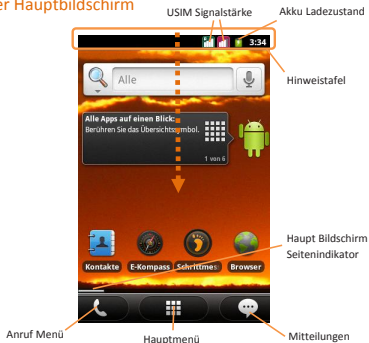 er Hauptbildschirm
USIM Signalstärke
Akku Ladezustand
3:34
Hinweistafel
Alle
Alle Apps auf einen Blick:
Berühren Sie das Übersichtssymbol.
1 von 6
Haupt Bildschirm
Seitenindikator
Kontakte E-Kompass Schrittmes Browser
Anruf Menü
Hauptmenü
Mitteilungen